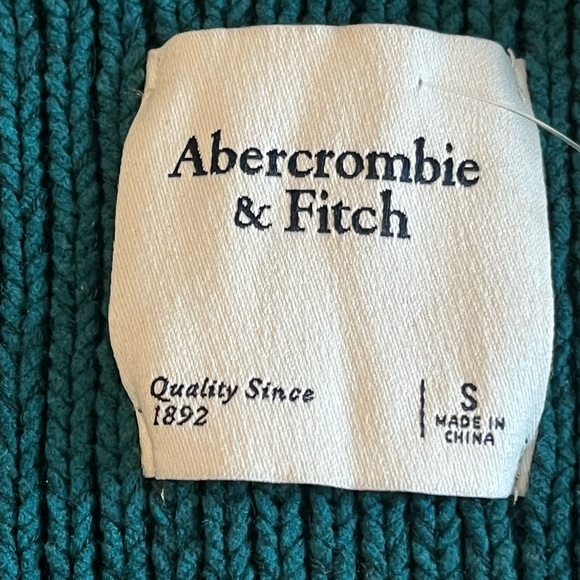 Abercrombie
& Fitch
Quality Since
1892
S
MADE IN
CHINA